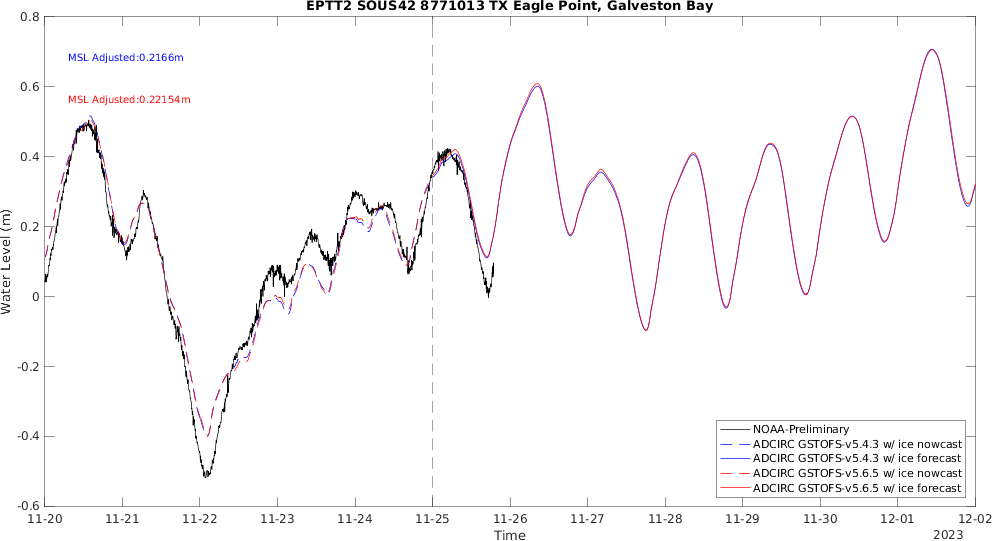 EPTT2 SOUS42 8771013 TX Eagle Point, Galveston Bay
0.8
MSL Adjusted:0.2166m
0.6
MSL Adjusted:0.22154m
0.4
0.2
Water Level (m)
0
-0.2
-0.4
-0.6
NOAA-Preliminary
ADCIRC GSTOFS-v5.4.3 w/ ice nowcast
ADCIRC GSTOFS-v5.4.3 w/ ice forecast
ADCIRC GSTOFS-v5.6.5 w/ ice nowcast
ADCIRC GSTOFS-v5.6.5 w/ ice forecast
11-20 11-21 11-22 11-23 11-24 11-25 11-26 11-27 11-28 11-29 11-30 12-01 12-02
Time
2023